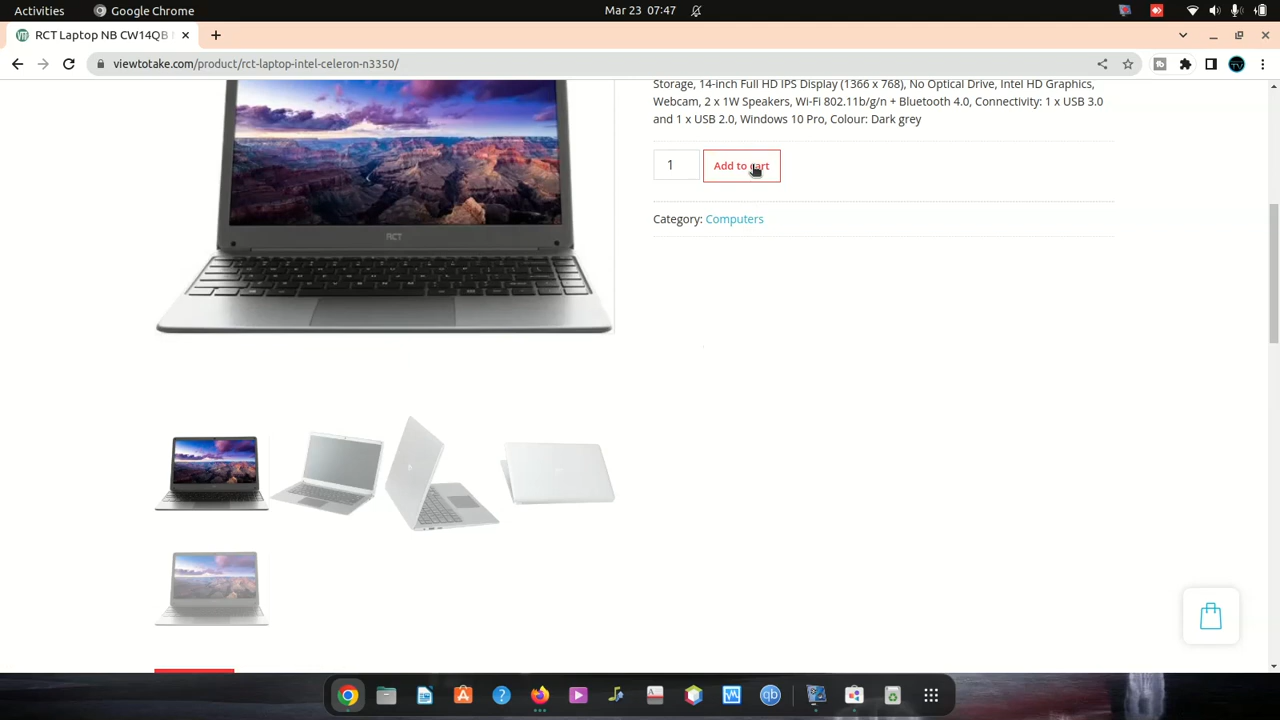 Activities
Google Chrome
Mar 23 07:47
RCT Laptop NB CW14QB
viewtotake.com/product/rct-laptop-intel-celeron-n3350/
Storage, 14-inch Full HD IPS Display (1366 x 768), No Optical Drive, Intel HD Graphics,
Webcam, 2 x 1W Speakers, Wi-Fi 802.11b/g/n + Bluetooth 4.0, Connectivity: 1 x USB 3.0
and 1 x USB 2.0, Windows 10 Pro, Colour: Dark grey
1 Add to cart
Category: Computers
RCT